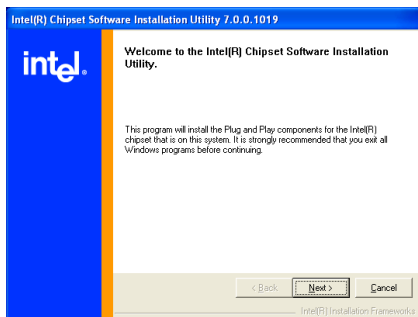 Intel(R) Chipset Software Installation Utility 7.0.0.1019
intel.
Welcome to the Intel(R) Chipset Software Installation
Utility.
This program will install the Plug and Play components for the Intel(R)
chipset that is on this system. It is strongly recommended that you exit all
Windows programs before continuing.
< Back
Next >
Cancel
Intel(R) Installation Frameworks